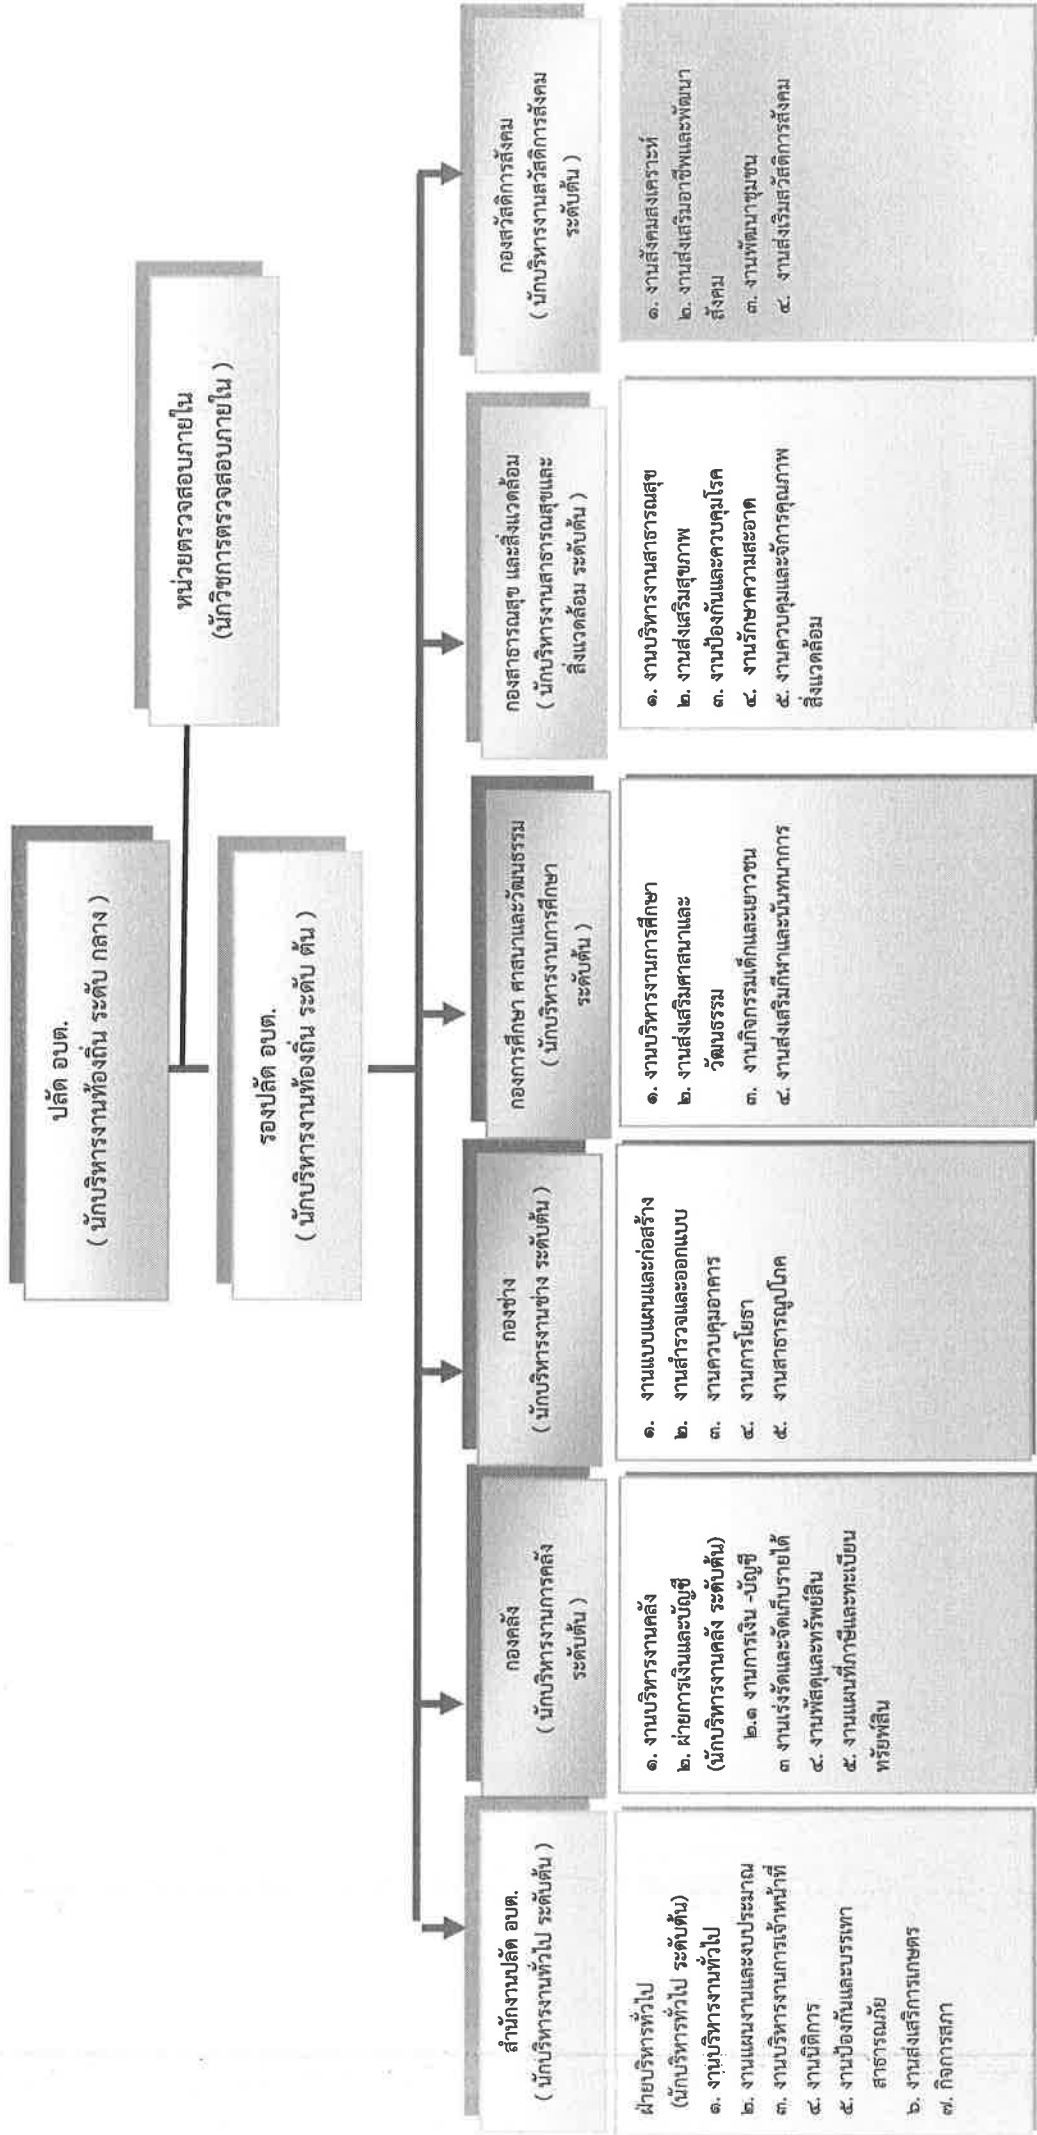 ปลัด อบต.
( นักบริหารงานท้องถิ่น ระดับ กลาง )
หน่วยตรวจสอบภายใน
(นักวิชการตรวจสอบภายใน )
รองปลัด อบต.
( นักบริหารงานท้องถิ่น ระดับ ต้น )
สำนักงานปลัด อบต.
( นักบริหารงานทั่วไป ระดับต้น )
ฝ่ายบริหารทั่วไป
(นักบริหารทั่วไป ระดับต้น)
๑. งานบริหารงานทั่วไป
๒. งานแผนงานและงบประมาณ
๓. งานบริหารงานการเจ้าหน้าที่
๔. งานนิติการ
๕. งานป้องกันและบรรเทา
สาธารณภัย
๖. งานส่งเสริการเกษตร
๗. กิจการสภา
กองคลัง
( นักบริหารงานการคลัง
ระดับต้น )
๑. งานบริหารงานคลัง
๒. ฝ่ายการเงินและบัญชี
(นักบริหารงานคลัง ระดับต้น)
๒.๑ งานการเงิน -บัญชี
๓ งานเร่งรัดและจัดเก็บรายได้
๔. งานพัสดุและทรัพย์สิน
๕. งานแผนที่ภาษีและทะเบียน
ทรัยพ์สิน
กองช่าง
( นักบริหารงานช่าง ระดับต้น )
๑. งานแบบแผนและก่อสร้าง
๒. งานสำรวจและออกแบบ
๓. งานควบคุมอาคาร
๔. งานการโยธา
๕. งานสาธารณูปโภค
กองการศึกษา ศาสนาและวัฒนธรรม
( นักบริหารงานการศึกษา
ระดับต้น )
๑. งานบริหารงานการศึกษา
๒. งานส่งเสริมศาสนาและ
วัฒนธรรม
๓. งานกิจกรรมเด็กและเยาวชน
๔. งานส่งเสริมกีฬาและนันทนาการ
กองสาธารณสุข และสิ่งแวดล้อม
( นักบริหารงานสาธารณสุขและ
สิ่งแวดล้อม ระดับต้น )
๑. งานบริหารงานสาธารณสุข
๒. งานส่งเสริมสุขภาพ
๓. งานป้องกันและควบคุมโรค
๔. งานรักษาความสะอาด
๕. งานควบคุมและจัการคุณภาพ
สิ่งแวดล้อม
กองสวัสดิการสังคม
( นักบริหารงานสวัสดิการสังคม
ระดับต้น )
๑. งานสังคมสงเคราะห์
๒. งานส่งเสริมอาชีพและพัฒนา
สังคม
๓. งานพัฒนาชุมชน
๔. งานส่งเริมสวัสดิการสังคม